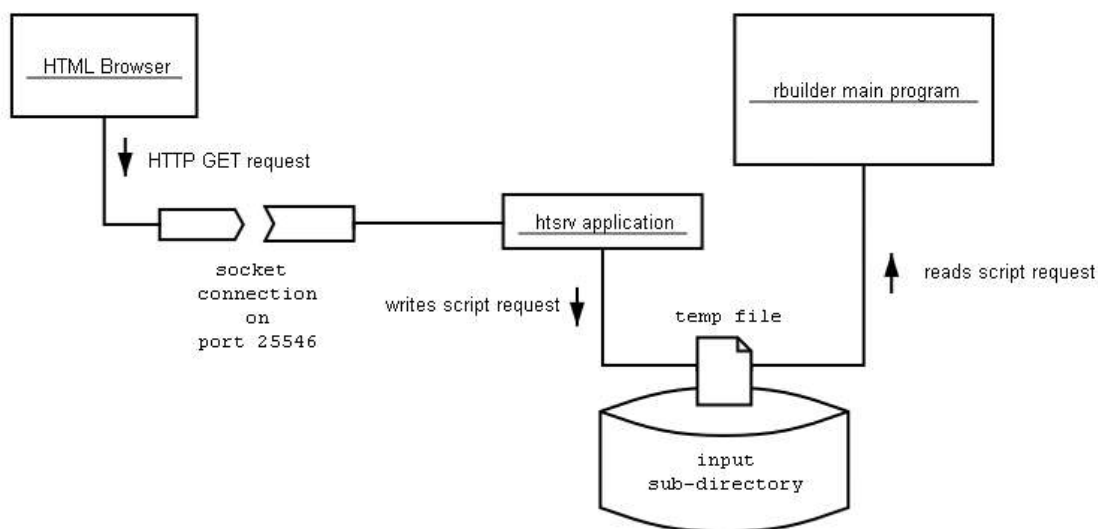 HTML Browser
rbuilder main program
HTTP GET request
htsrv application
socket
connection
on
port 25546
reads script request
writes script request
temp file
input
sub-directory